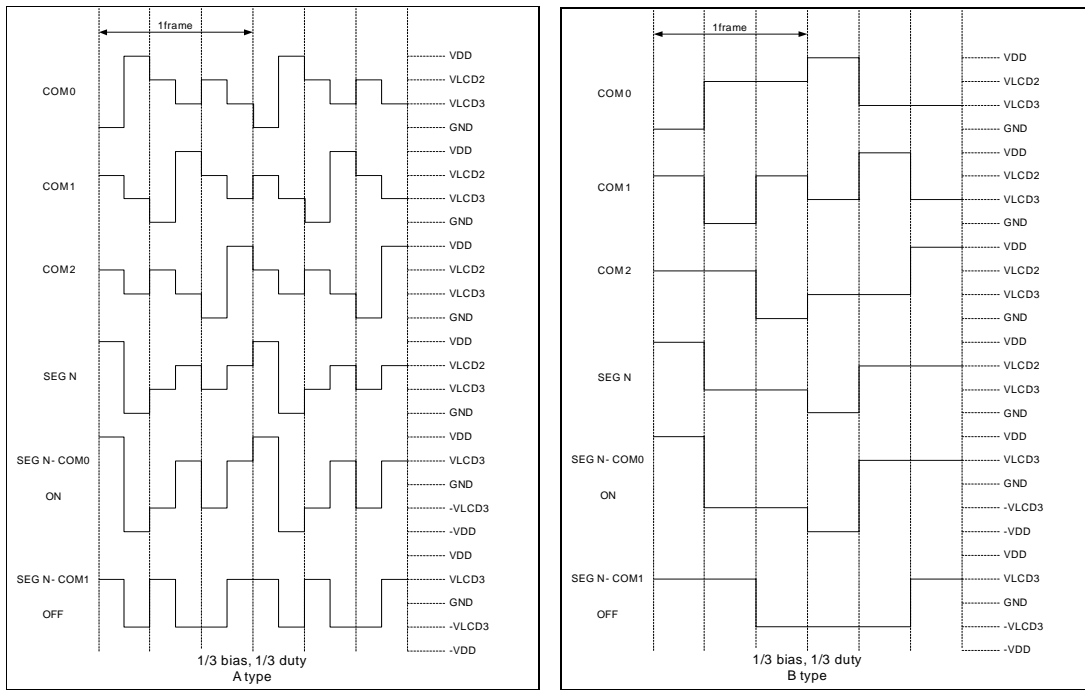 1frame
COM0
VDD
VLCD2
VLCD3
GND
COM1
VDD
VLCD2
VLCD3
GND
COM2
VDD
VLCD2
VLCD3
GND
SEG N
VDD
VLCD2
VLCD3
GND
SEG N- COM0
ON
VDD
VLCD3
GND
-VLCD3
-VDD
SEG N- COM1
OFF
VDD
VLCD3
GND
-VLCD3
-VDD
1/3 bias, 1/3 duty
A type
1frame
COM0
VDD
VLCD2
VLCD3
GND
COM1
VDD
VLCD2
VLCD3
GND
COM2
VDD
VLCD2
VLCD3
GND
SEG N
VDD
VLCD2
VLCD3
GND
SEG N- COM0
ON
VDD
VLCD3
GND
-VLCD3
-VDD
SEG N- COM1
OFF
VDD
VLCD3
GND
-VLCD3
-VDD
1/3 bias, 1/3 duty
B type